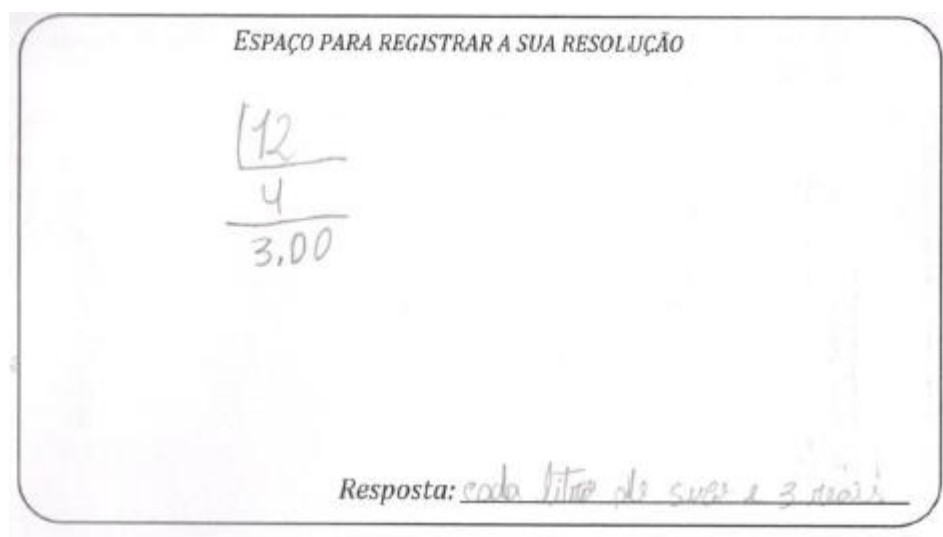 ESPAÇO PARA REGISTRAR A SUA RESOLUÇÃO
12
4
3,00
Resposta: cada litro de suco e 3 reais